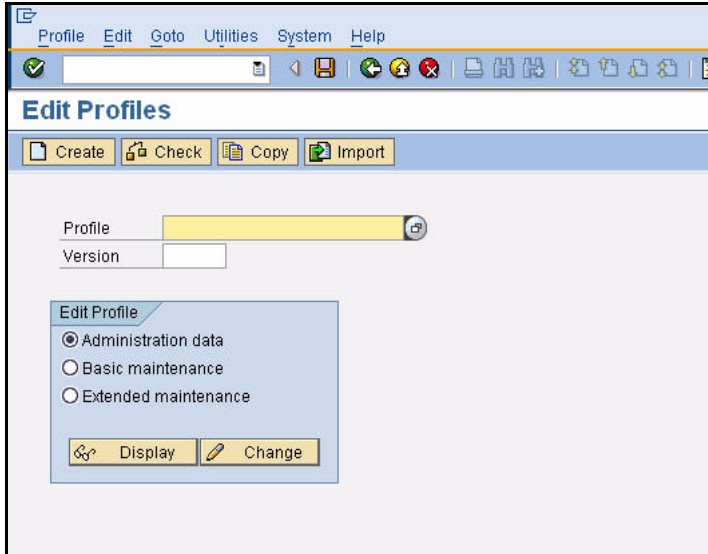 Profile Edit Goto Utilities System Help
Edit Profiles
Create Check Copy Import
Profile
Version
Edit Profile
Administration data
Basic maintenance
Extended maintenance
Display Change